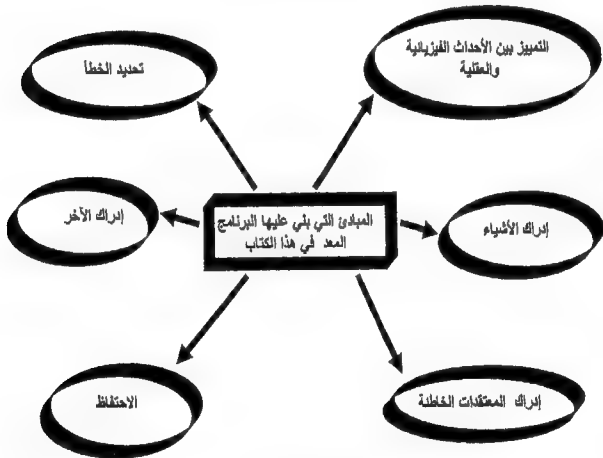 التمييز بين الأحداث الفيزيائية
والعقلية
تحديد الخطأ
المبادئ التي بني عليها البرنامج
المعد في هذا الكتاب
إدراك الأشياء
إدراك الآخر
إدراك المعتقدات الخاطئة
الاحتفاظ